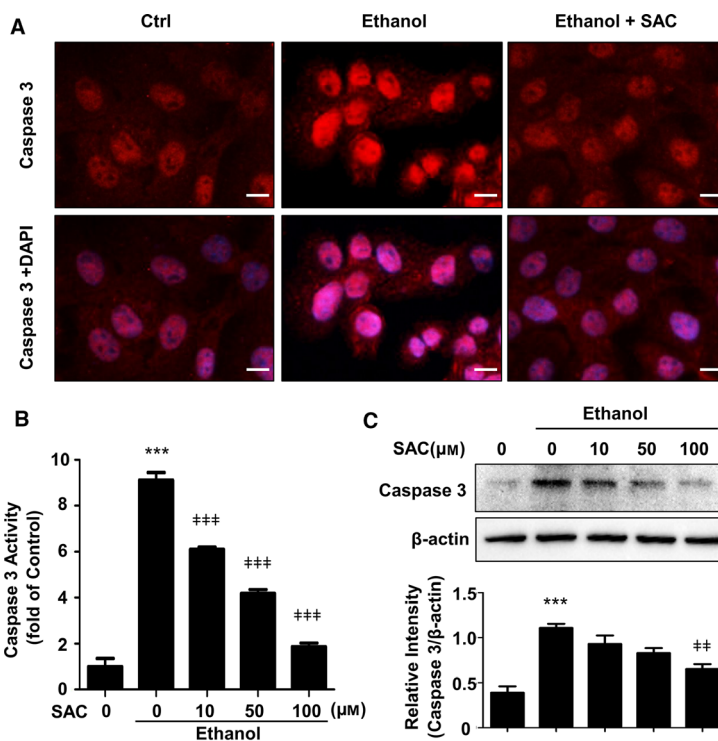 A
Ctrl
Ethanol
Ethanol + SAC
Caspase 3
Caspase 3 +DAPI
B
Caspase 3 Activity
(fold of Control)
10
8
6
4
2
0
***
‡‡‡
‡‡‡
‡‡‡
SAC 0 0 10 50 100 (μM)
Ethanol
C
Ethanol
SAC(μM) 0 0 10 50 100
Caspase 3
β-actin
Relative Intensity
(Caspase 3/β-actin)
1.5
1.0
0.5
0.0
***
‡‡